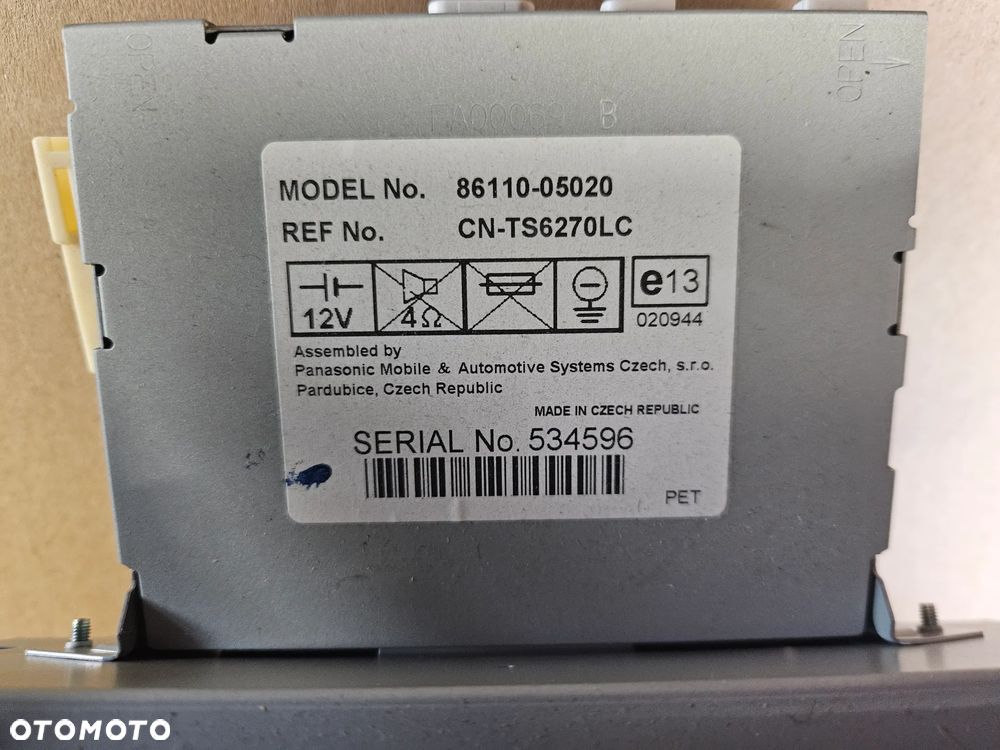 OPEN
OPEN
MODEL No. 86110-05020
REF No. CN-TS6270LC
12V 4Ω e13
020944
Assembled by
Panasonic Mobile & Automotive Systems Czech, s.r.o.
Pardubice, Czech Republic
MADE IN CZECH REPUBLIC
SERIAL No. 534596
PET
OTOMOTO